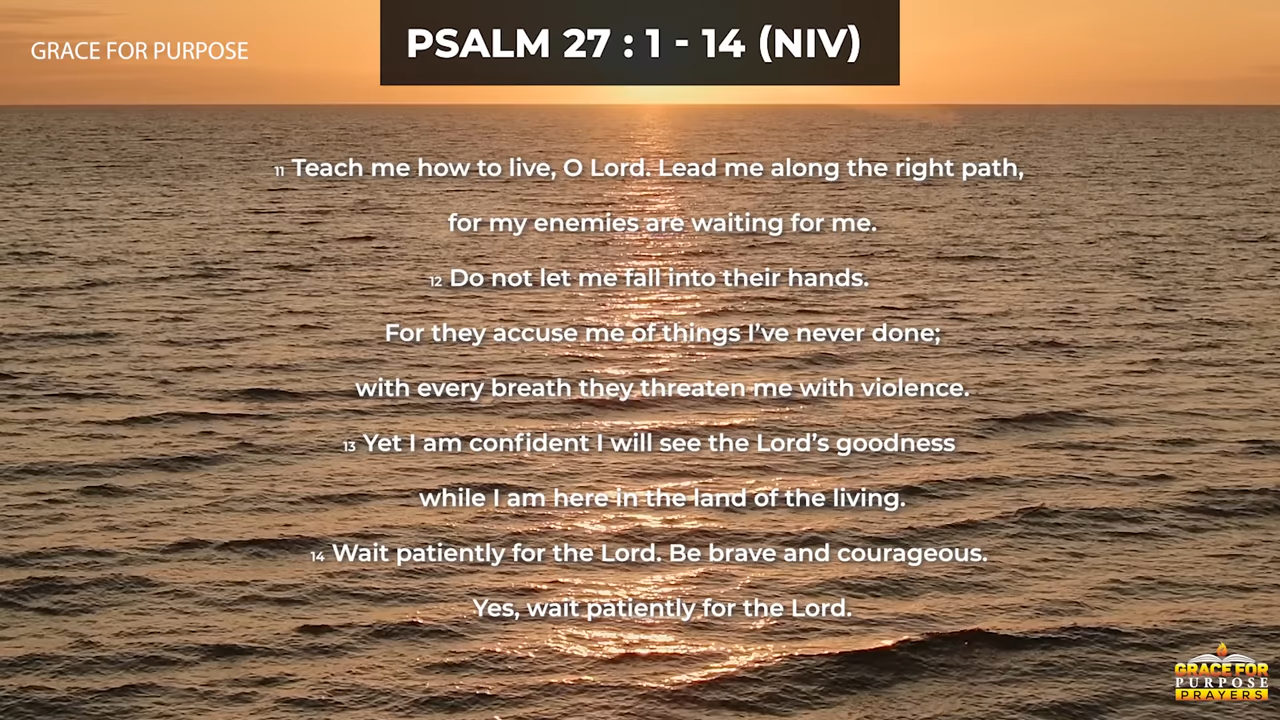 GRACE FOR PURPOSE
PSALM 27 : 1 - 14 (NIV)
11 Teach me how to live, O Lord. Lead me along the right path,
for my enemies are waiting for me.
12 Do not let me fall into their hands.
For they accuse me of things I’ve never done;
with every breath they threaten me with violence.
13 Yet I am confident I will see the Lord’s goodness
while I am here in the land of the living.
14 Wait patiently for the Lord. Be brave and courageous.
Yes, wait patiently for the Lord.
GRACE FOR
PURPOSE
PRAYERS